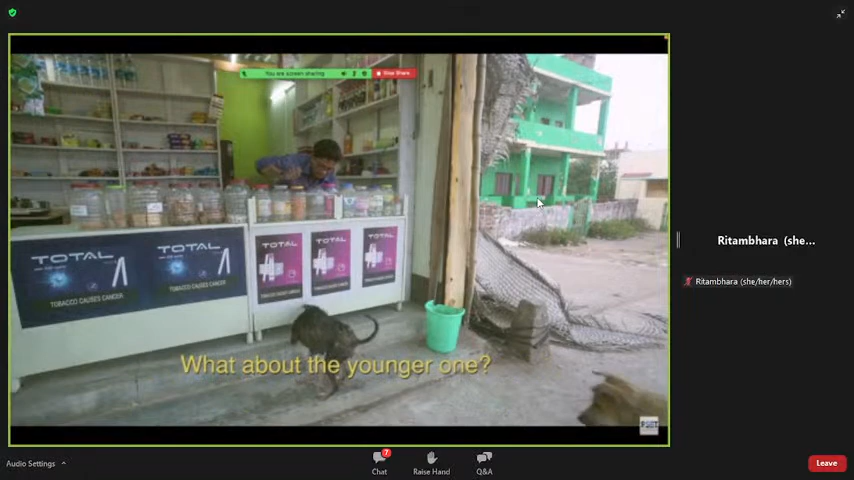 You are screen sharing
Stop Share
TOTAL
TOTAL
TOBACCO CAUSES CANCER
TOBACCO CAUSES CANCER
TOTAL
TOTAL
TOTAL
What about the younger one?
PSBT
Ritambhara (she...
Ritambhara (she/her/hers)
Audio Settings
7
Chat
Raise Hand
Q&A
Leave